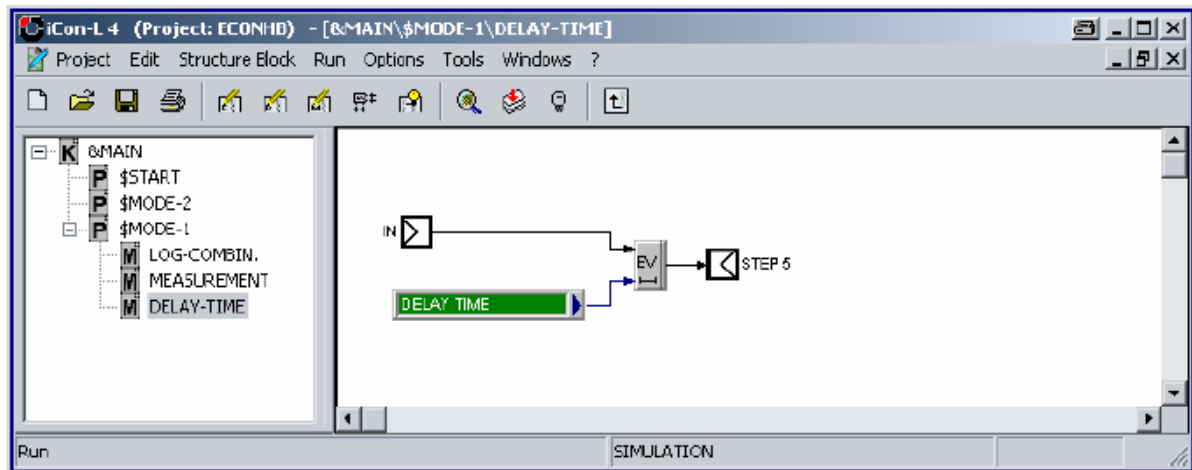 iCon-L 4 (Project: ECONHB) - [&MAIN\$MODE-1\DELAY-TIME]
Project Edit Structure Block Run Options Tools Windows ?
K &MAIN
P $START
P $MODE-2
P $MODE-1
M LOG-COMBIN.
M MEASUREMENT
M DELAY-TIME
IN
EV
STEP 5
DELAY TIME
Run SIMULATION